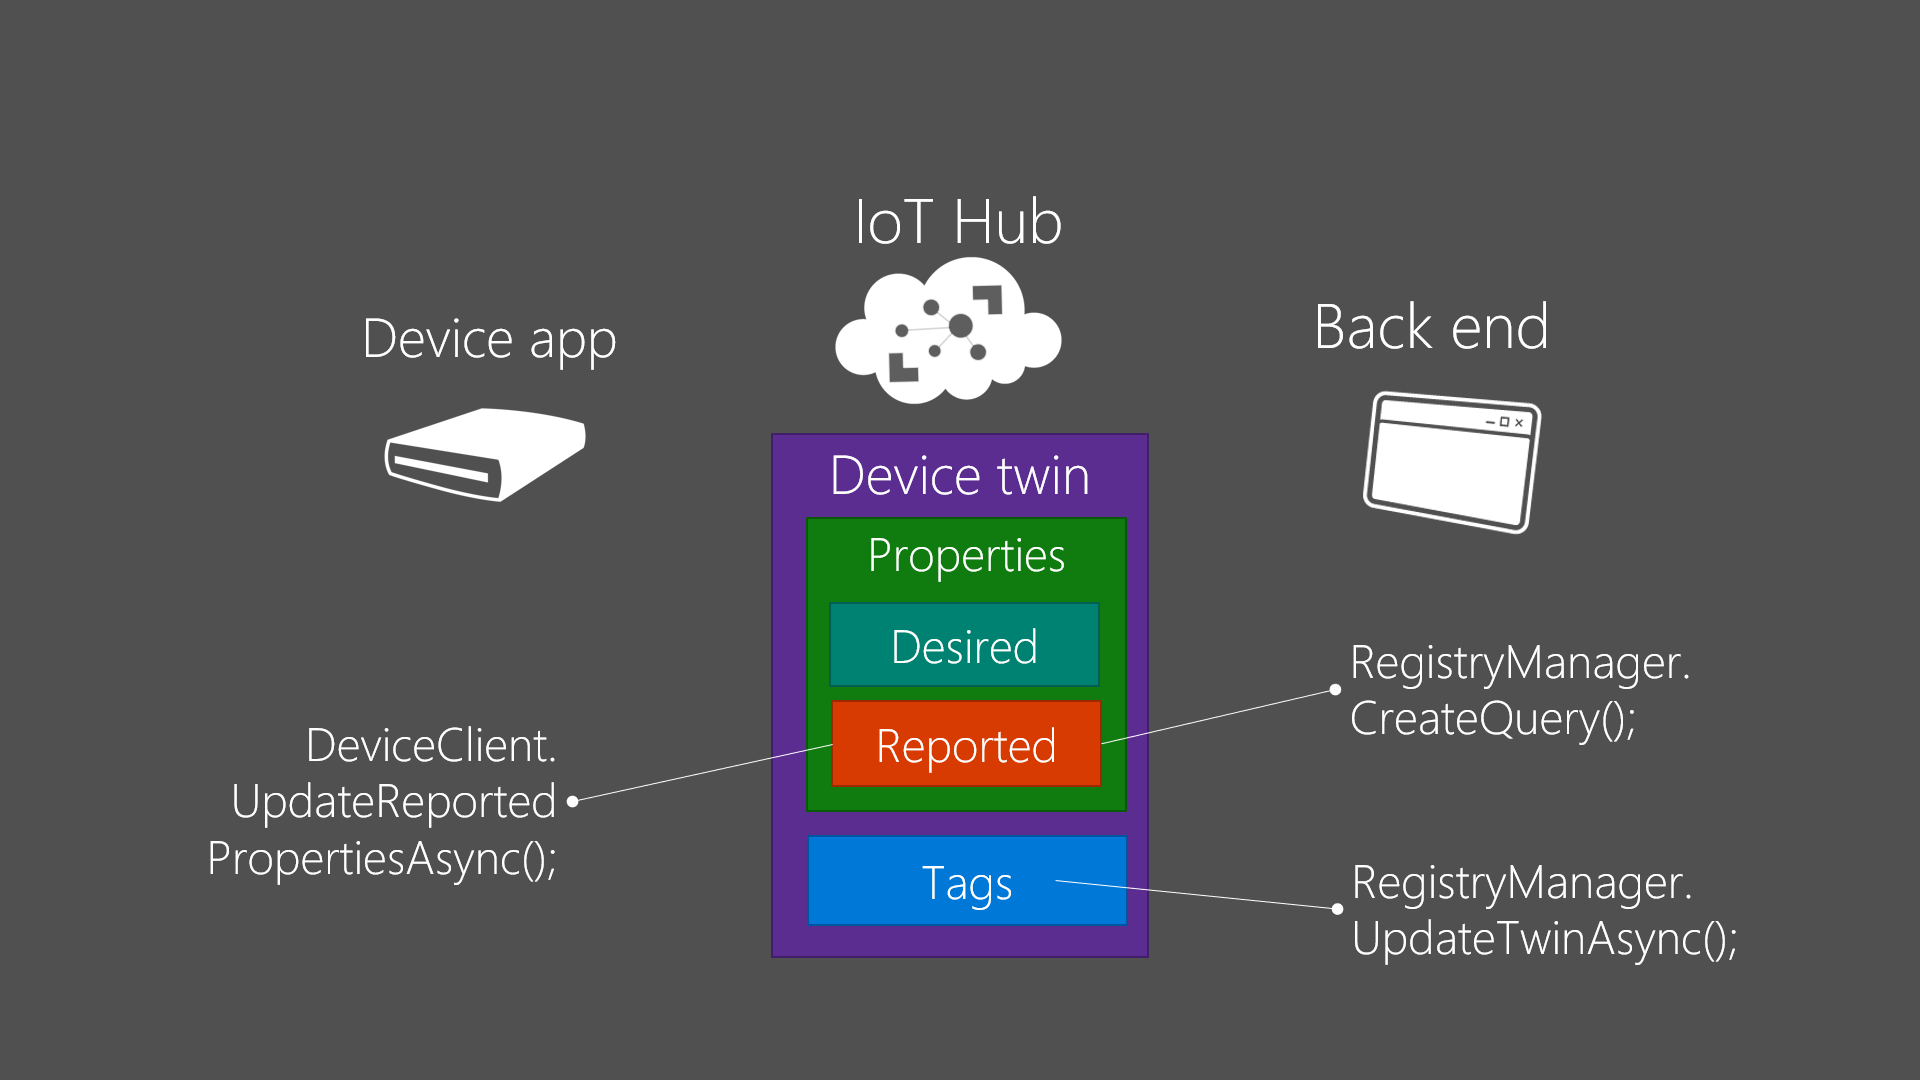 IoT Hub
Device app
Back end
Device twin
Properties
Desired
Reported
Tags
DeviceClient.
UpdateReported
PropertiesAsync();
RegistryManager.
CreateQuery();
RegistryManager.
UpdateTwinAsync();